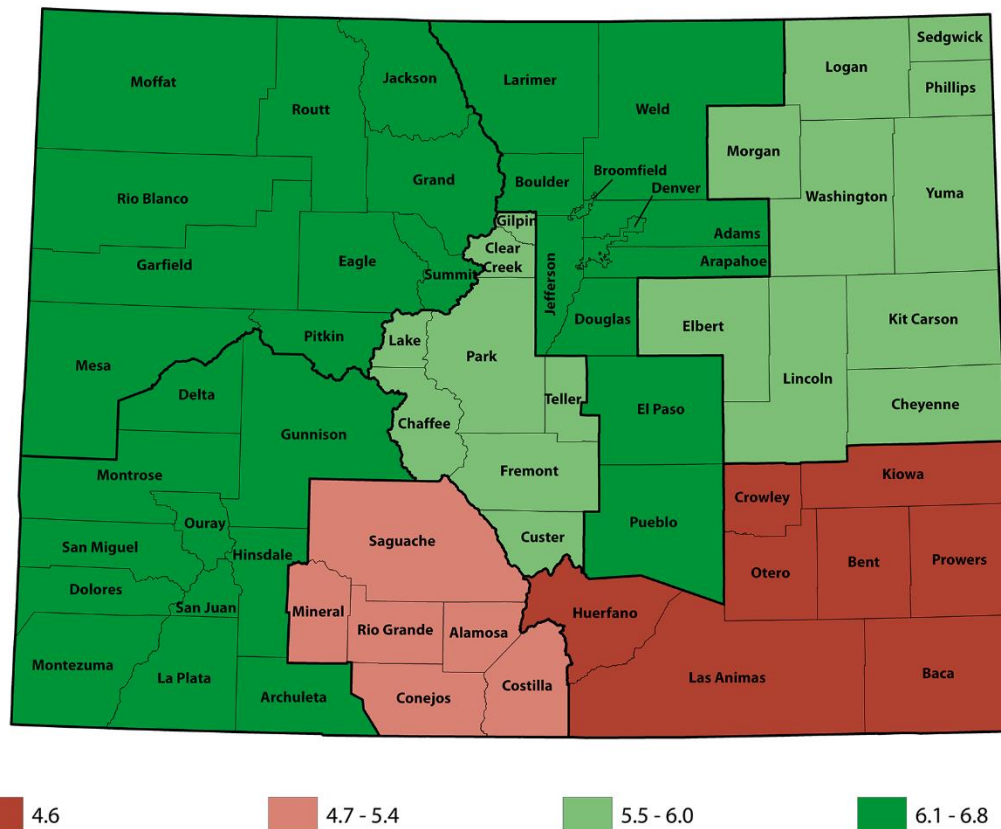 Sedgwick
Logan
Moffat
Jackson
Larimer
Phillips
Routt
Weld
Morgan
Grand
Boulder
Broomfield
Denver
Rio Blanco
Washington
Yuma
Gilpin
Adams
Clear
Creek
Garfield
Eagle
Summit
Arapahoe
Jefferson
Douglas
Elbert
Kit Carson
Pitkin
Lake
Park
Mesa
Lincoln
Delta
Teller
El Paso
Cheyenne
Chaffee
Gunnison
Fremont
Montrose
Kiowa
Crowley
Ouray
Pueblo
San Miguel
Hinsdale
Saguache
Custer
Otero
Bent
Prowers
Dolores
San Juan
Mineral
Huerfano
Rio Grande
Alamosa
Montezuma
La Plata
Archuleta
Conejos
Costilla
Las Animas
Baca
4.6
4.7 - 5.4
5.5 - 6.0
6.1 - 6.8